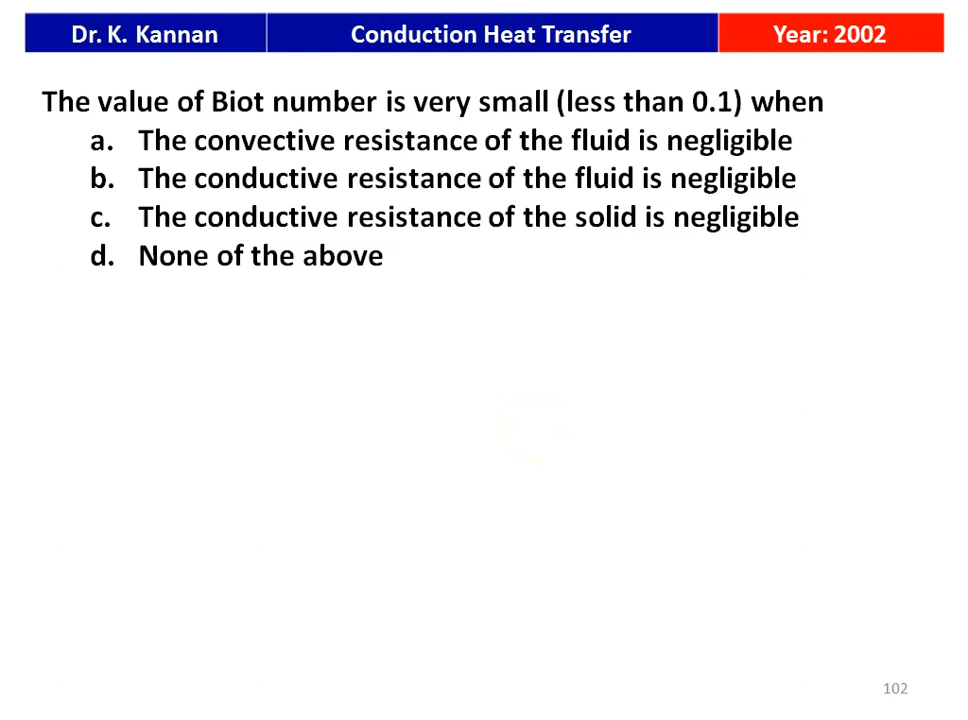 Dr. K. Kannan Conduction Heat Transfer Year: 2002
The value of Biot number is very small (less than 0.1) when
a. The convective resistance of the fluid is negligible
b. The conductive resistance of the fluid is negligible
c. The conductive resistance of the solid is negligible
d. None of the above
102